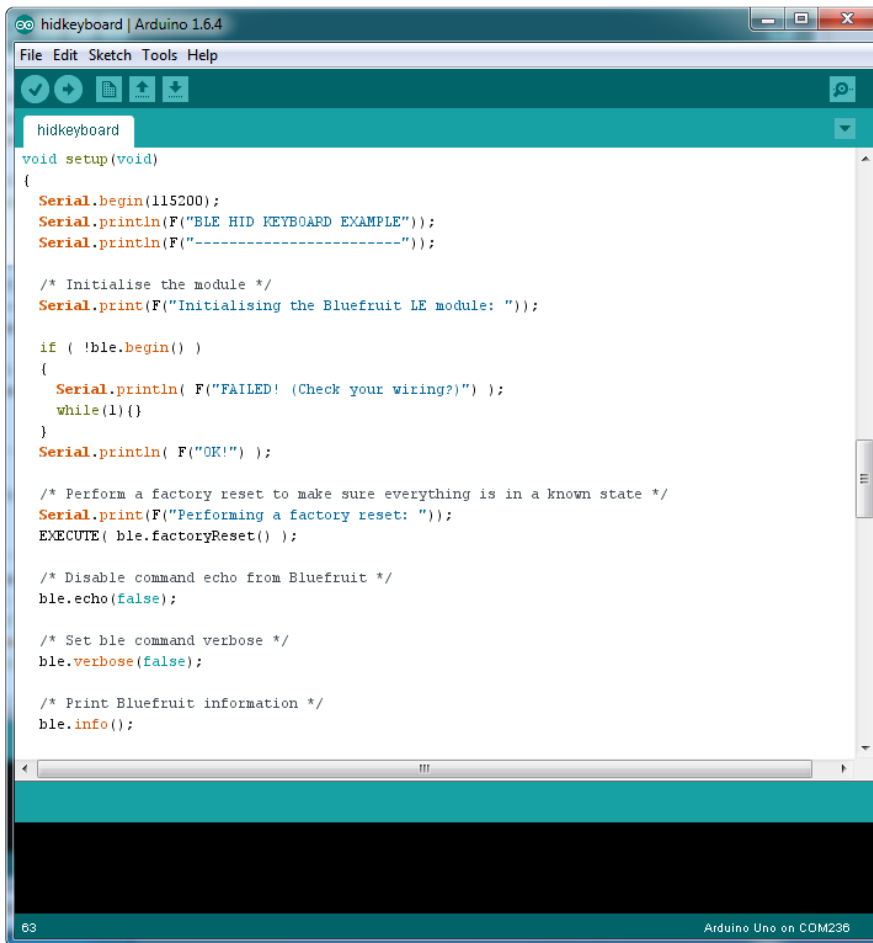 hidkeyboard | Arduino 1.6.4
File Edit Sketch Tools Help
hidkeyboard
void setup(void)
{
  Serial.begin(115200);
  Serial.println(F("BLE HID KEYBOARD EXAMPLE"));
  Serial.println(F("------------------------"));

  /* Initialise the module */
  Serial.print(F("Initialising the Bluefruit LE module: "));

  if ( !ble.begin() )
  {
    Serial.println( F("FAILED! (Check your wiring?)") );
    while(1){}
  }
  Serial.println( F("OK!") );

  /* Perform a factory reset to make sure everything is in a known state */
  Serial.print(F("Performing a factory reset: "));
  EXECUTE( ble.factoryReset() );

  /* Disable command echo from Bluefruit */
  ble.echo(false);

  /* Set ble command verbose */
  ble.verbose(false);

  /* Print Bluefruit information */
  ble.info();
63
Arduino Uno on COM236